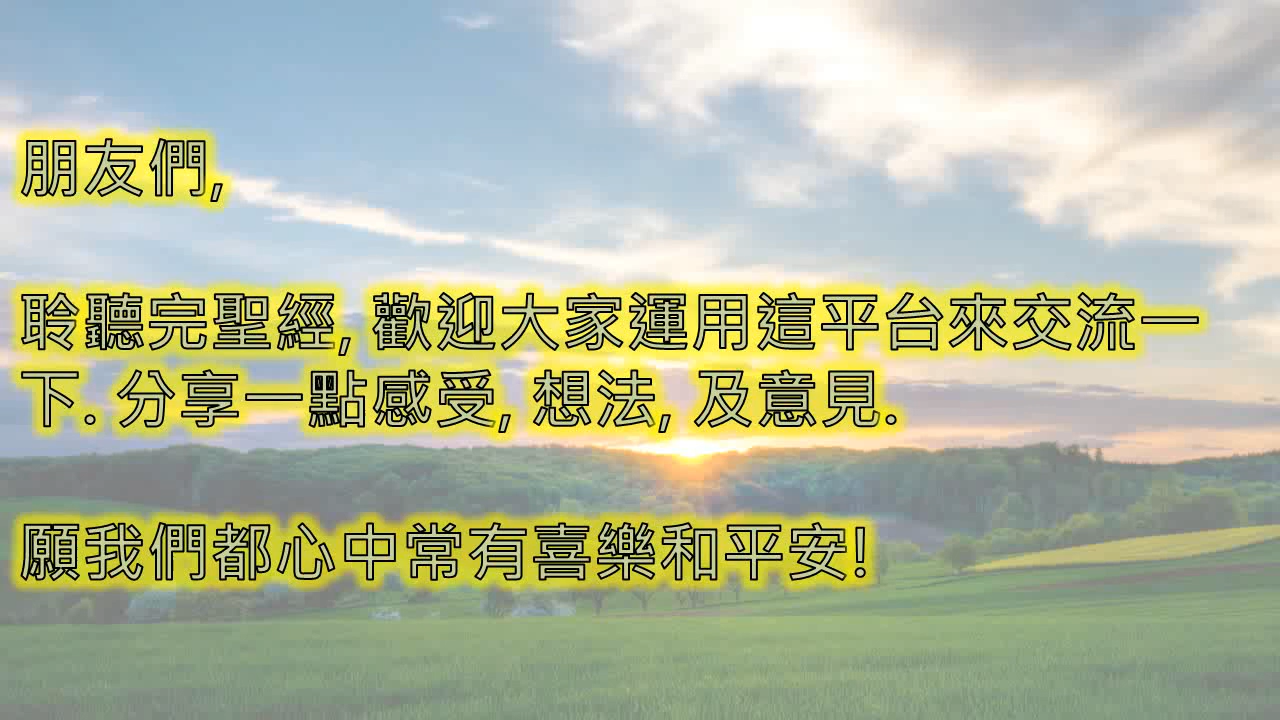 朋友們,
聆聽完聖經, 歡迎大家運用這平台來交流一
下. 分享一點感受, 想法, 及意見.
願我們都心中常有喜樂和平安!